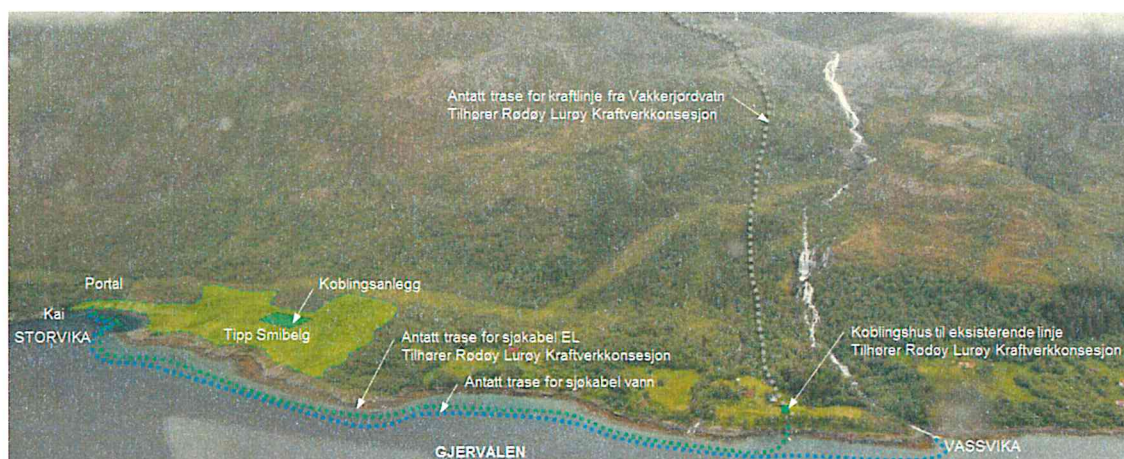 Antatt trase for kraftlinje fra Vakkerjordvatn
Tilhører Rødøy Lurøy Kraftverkkonsesjon
Portal
Koblingsanlegg
Kai
STORVIKA
Tipp Smibelg
Antatt trase for sjøkabel EL
Tilhører Rødøy Lurøy Kraftverkkonsesjon
Koblingshus til eksisterende linje
Tilhører Rødøy Lurøy Kraftverkkonsesjon
Antatt trase for sjøkabel vann
GJERVALEN
VASSVIKA